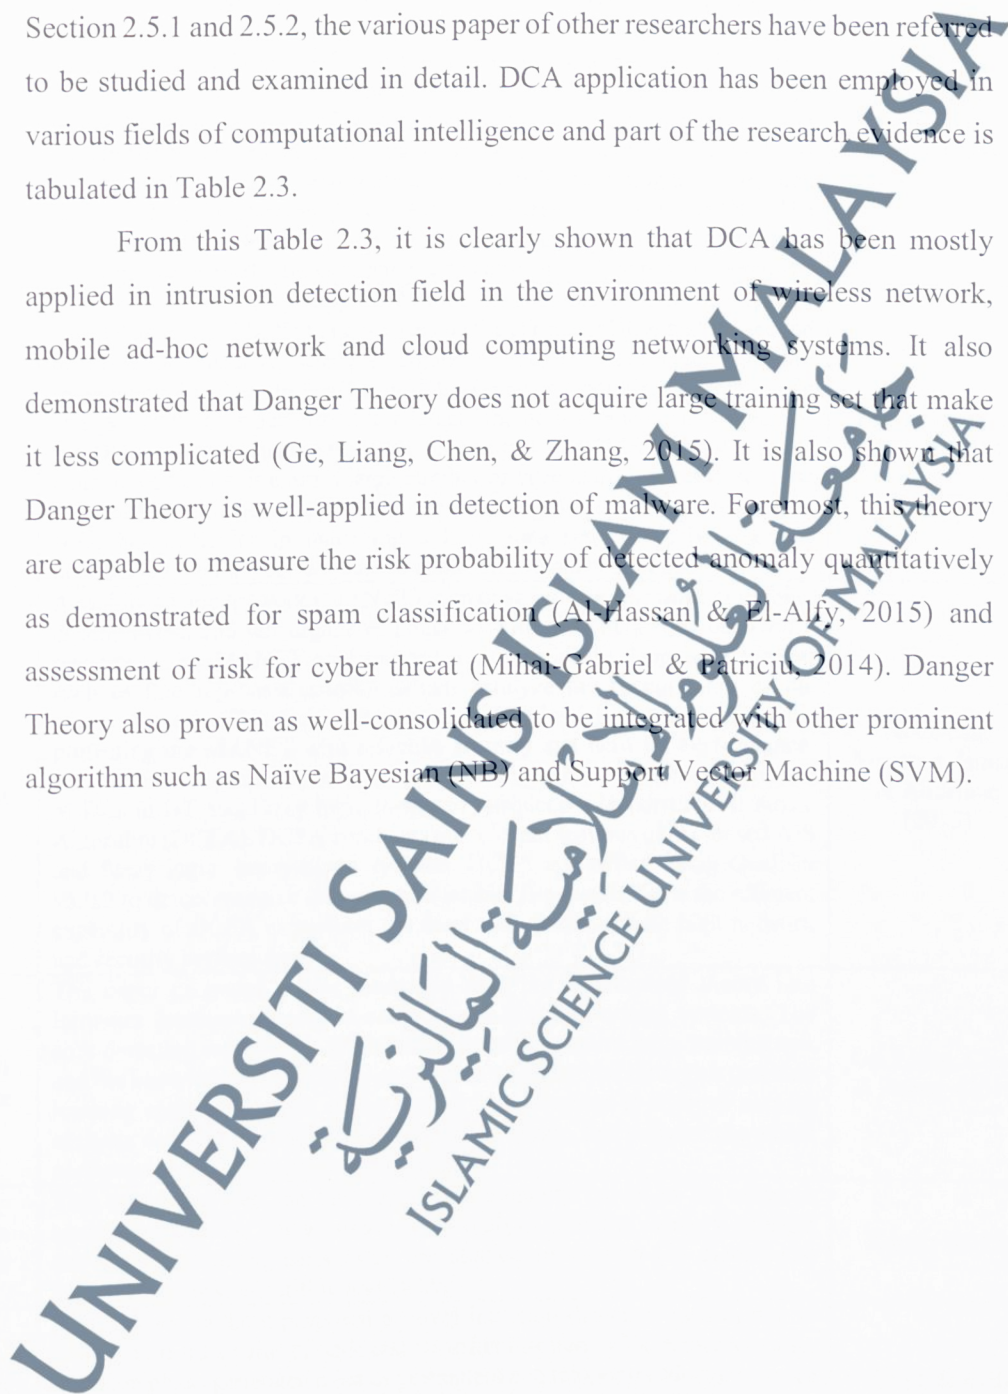 Section 2.5.1 and 2.5.2, the various paper of other researchers have been referred
to be studied and examined in detail. DCA application has been employed in
various fields of computational intelligence and part of the research evidence is
tabulated in Table 2.3.
From this Table 2.3, it is clearly shown that DCA has been mostly
applied in intrusion detection field in the environment of wireless network,
mobile ad-hoc network and cloud computing networking systems. It also
demonstrated that Danger Theory does not acquire large training set that make
it less complicated (Ge, Liang, Chen, & Zhang, 2015). It is also shown that
Danger Theory is well-applied in detection of malware. Foremost, this theory
are capable to measure the risk probability of detected anomaly quantitatively
as demonstrated for spam classification (Al-Hassan & El-Alfy, 2015) and
assessment of risk for cyber threat (Mihai-Gabriel & Patriciu, 2014). Danger
Theory also proven as well-consolidated to be integrated with other prominent
algorithm such as Naïve Bayesian (NB) and Support Vector Machine (SVM).
UNIVERSITI SAINS ISLAM MALAYSIA
جامعة العلوم الإسلامية الماليزية
ISLAMIC SCIENCE UNIVERSITY OF MALAYSIA